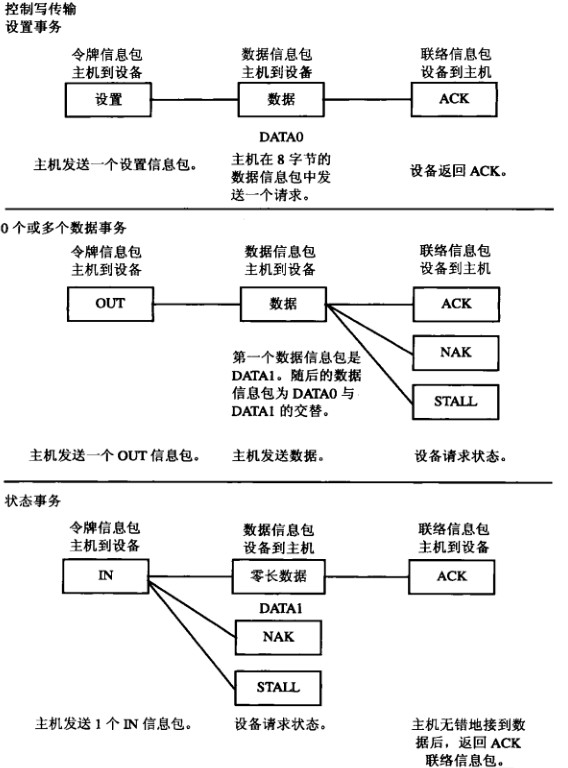 控制写传输
设置事务
令牌信息包 数据信息包 联络信息包
主机到设备 主机到设备 设备到主机
设置 数据 ACK
DATA0
主机发送一个设置信息包。 主机在 8 字节的 设备返回 ACK。
数据信息包中发
送一个请求。
0 个或多个数据事务
令牌信息包 数据信息包 联络信息包
主机到设备 主机到设备 设备到主机
OUT 数据 ACK
NAK
第一个数据信息包是
DATA1。随后的数据
信息包为 DATA0 与
DATA1 的交替。
STALL
主机发送一个 OUT 信息包。 主机发送数据。 设备请求状态。
状态事务
令牌信息包 数据信息包 联络信息包
主机到设备 设备到主机 主机到设备
IN 零长数据 ACK
DATA1
NAK
STALL
主机发送 1 个 IN 信息包。 设备请求状态。 主机无错地接到数
据后，返回 ACK
联络信息包。